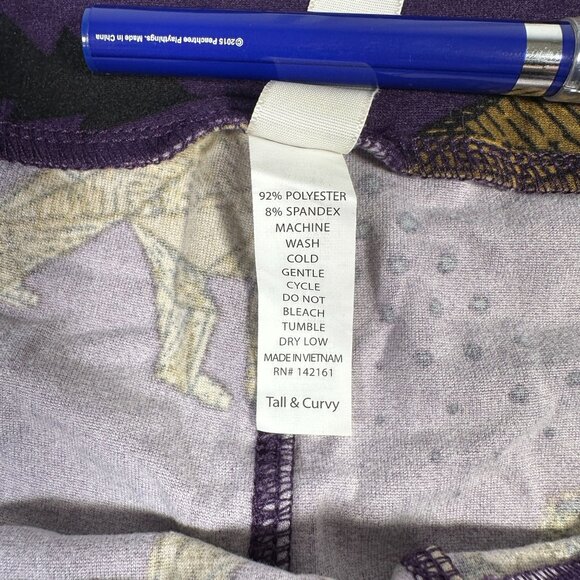 ©2015 Peachtree Playthings. Made in China
92% POLYESTER
8% SPANDEX
MACHINE
WASH
COLD
GENTLE
CYCLE
DO NOT
BLEACH
TUMBLE
DRY LOW
MADE IN VIETNAM
RN# 142161
Tall & Curvy